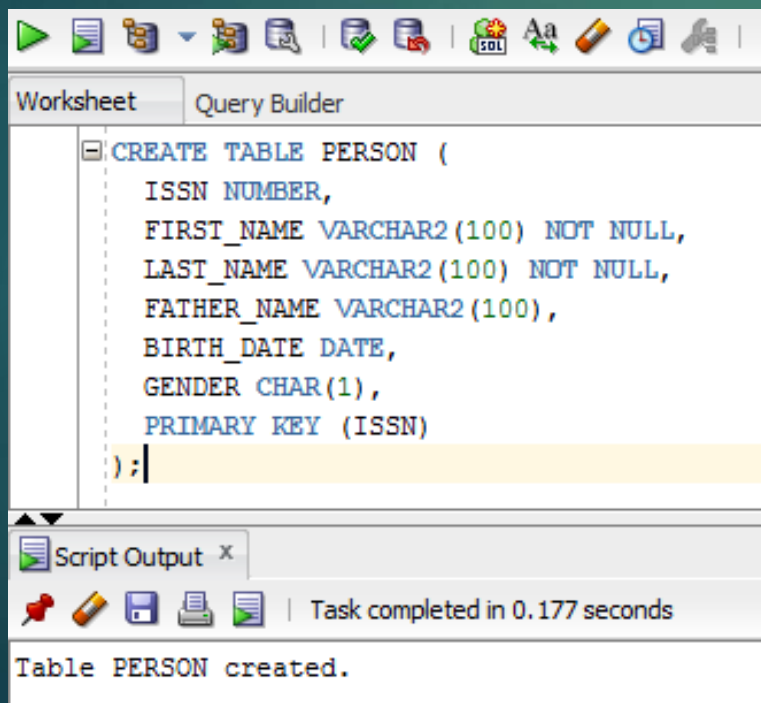 SQL Aa
Worksheet Query Builder
CREATE TABLE PERSON (
ISSN NUMBER,
FIRST_NAME VARCHAR2(100) NOT NULL,
LAST_NAME VARCHAR2(100) NOT NULL,
FATHER_NAME VARCHAR2(100),
BIRTH_DATE DATE,
GENDER CHAR(1),
PRIMARY KEY (ISSN)
);
Script Output x
Task completed in 0.177 seconds
Table PERSON created.